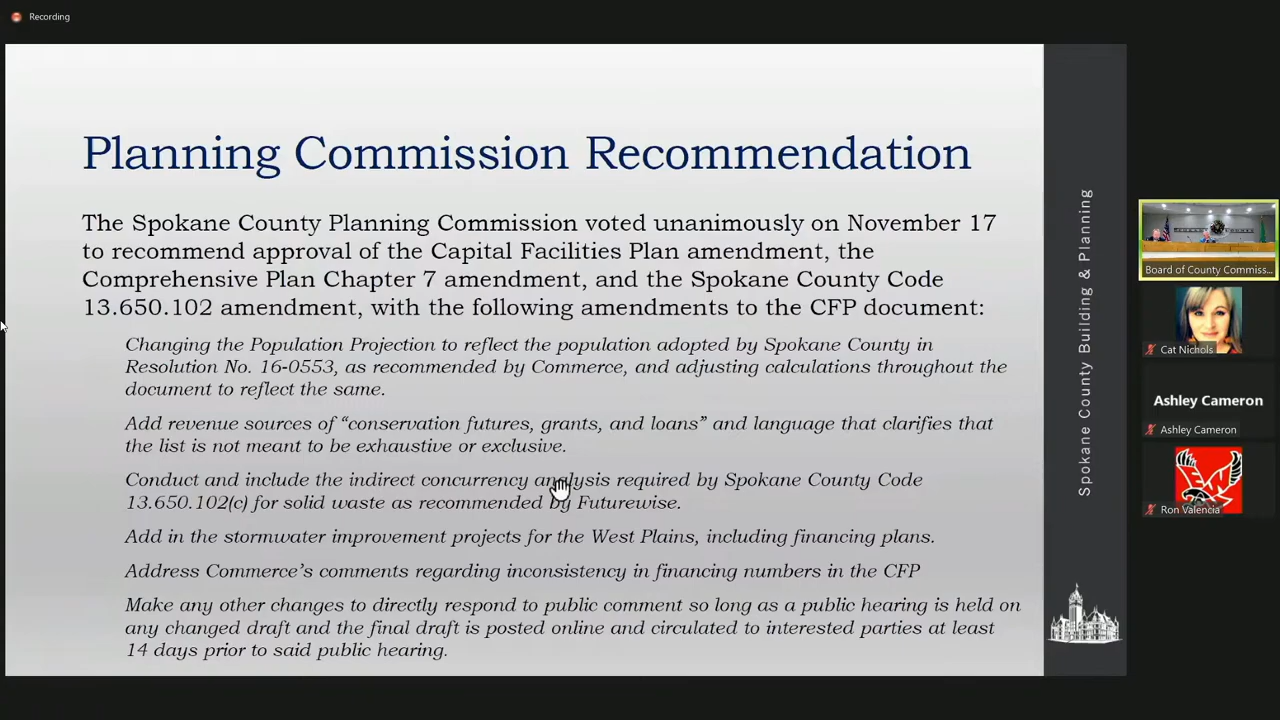 Recording
Planning Commission Recommendation
The Spokane County Planning Commission voted unanimously on November 17
to recommend approval of the Capital Facilities Plan amendment, the
Comprehensive Plan Chapter 7 amendment, and the Spokane County Code
13.650.102 amendment, with the following amendments to the CFP document:
Changing the Population Projection to reflect the population adopted by Spokane County in
Resolution No. 16-0553, as recommended by Commerce, and adjusting calculations throughout the
document to reflect the same.
Add revenue sources of “conservation futures, grants, and loans” and language that clarifies that
the list is not meant to be exhaustive or exclusive.
Conduct and include the indirect concurrency analysis required by Spokane County Code
13.650.102(c) for solid waste as recommended by Futurewise.
Add in the stormwater improvement projects for the West Plains, including financing plans.
Address Commerce’s comments regarding inconsistency in financing numbers in the CFP
Make any other changes to directly respond to public comment so long as a public hearing is held on
any changed draft and the final draft is posted online and circulated to interested parties at least
14 days prior to said public hearing.
Spokane County Building & Planning
Board of County Commiss...
Cat Nichols
Ashley Cameron
Ashley Cameron
Ron Valencia